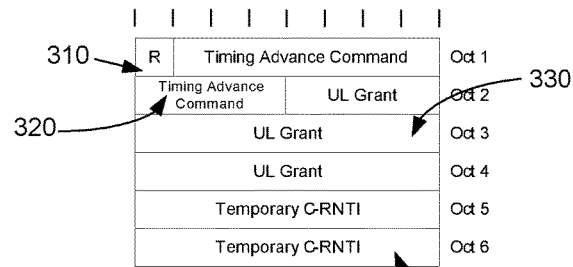 310
R Timing Advance Command Oct 1
Timing Advance
Command UL Grant Oct 2
330
320
UL Grant Oct 3
UL Grant Oct 4
Temporary C-RNTI Oct 5
Temporary C-RNTI Oct 6